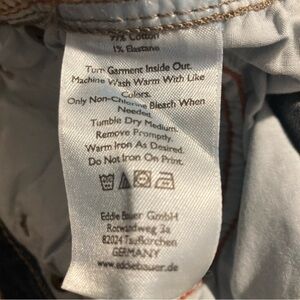 99% Cotton
1% Elastane
Turn Garment Inside Out.
Machine Wash Warm With Like
Colors.
Only Non-Chlorine Bleach When
Needed.
Tumble Dry Medium.
Remove Promptly.
Warm Iron As Desired.
Do Not Iron On Print.
Eddie Bauer GmbH
Rotwandweg 3a
82024 Taufkirchen
GERMANY
www.eddiebauer.de